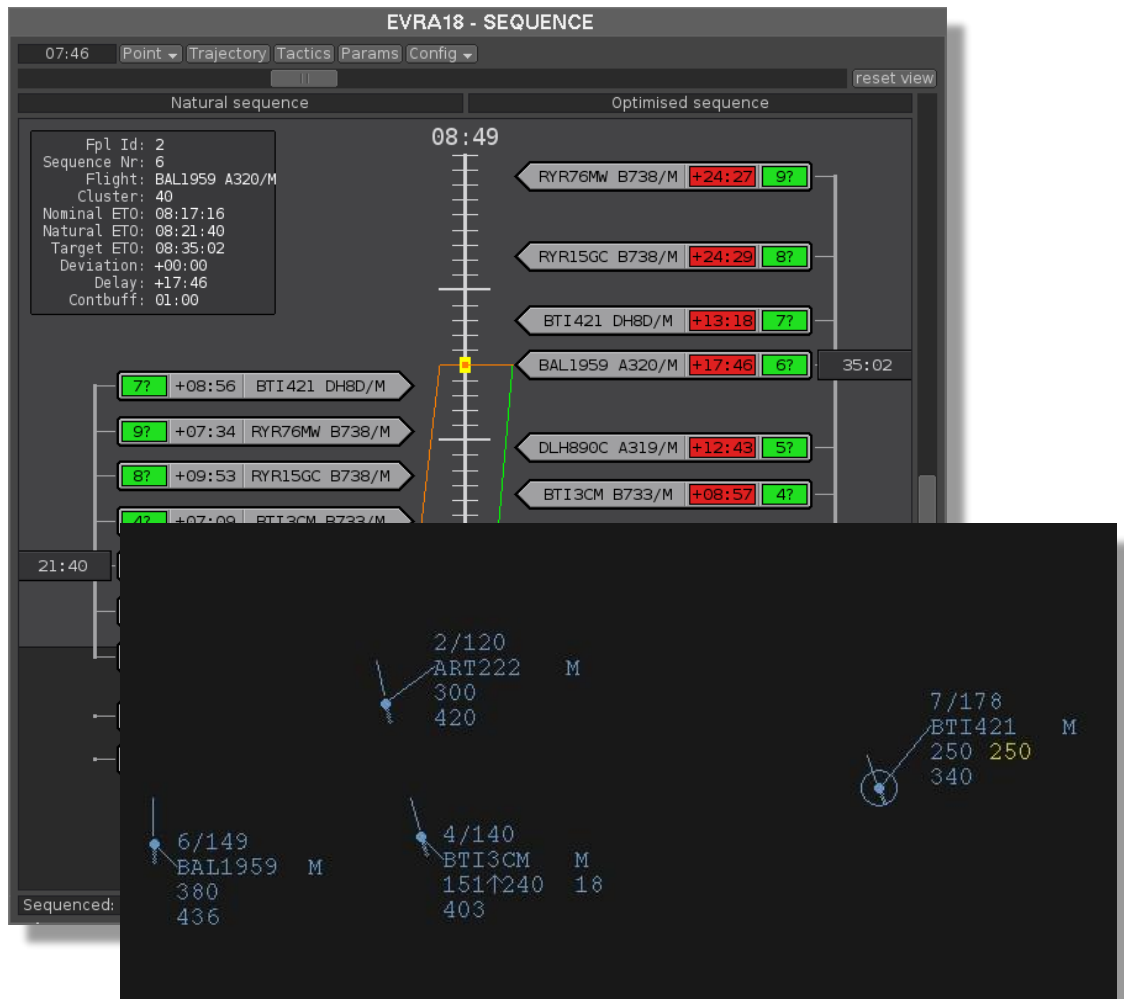 EVRA18 - SEQUENCE
07:46 Point Trajectory Tactics Params Config
reset view
Natural sequence Optimised sequence
08:49
Fpl Id: 2
Sequence Nr: 6
Flight: BAL1959 A320/M
Cluster: 40
Nominal ETO: 08:17:16
Natural ETO: 08:21:40
Target ETO: 08:35:02
Deviation: +00:00
Delay: +17:46
Contbuff: 01:00
RYR76MW B738/M +24:27 9?
RYR15GC B738/M +24:29 8?
BTI421 DH8D/M +13:18 7?
BAL1959 A320/M +17:46 6? 35:02
7? +08:56 BTI421 DH8D/M
9? +07:34 RYR76MW B738/M
DLH890C A319/M +12:43 5?
8? +09:53 RYR15GC B738/M
BTI3CM B733/M +08:57 4?
4? +07:09 BTI3CM B733/M
21:40
Sequenced:
2/120
ART222 M
300
420
7/178
BTI421 M
250 250
340
6/149
BAL1959 M
380
436
4/140
BTI3CM M
151↑240 18
403